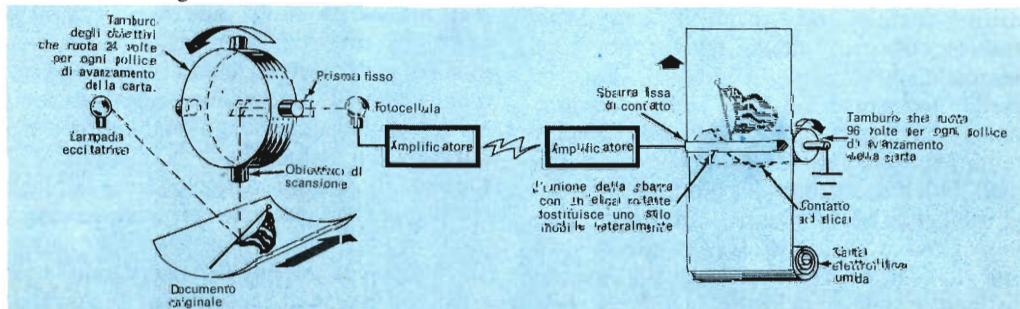 Tamburo
degli obiettivi
che ruota 24 volte
per ogni pollice
di avanzamento
della carta.
Prisma fisso
Fotocellula
Lampada
eccitatrice
Amplificatore
Obiettivo di
scansione
Documento
originale
Amplificatore
Sbarra fissa
di contatto
Tamburo che ruota
96 volte per ogni pollice
di avanzamento
della carta
L'unione della sbarra
con un'elica rotante
costituisce uno stilo
mobile lateralmente
Contatto
ad elica
Carta
elettrolitica
umida